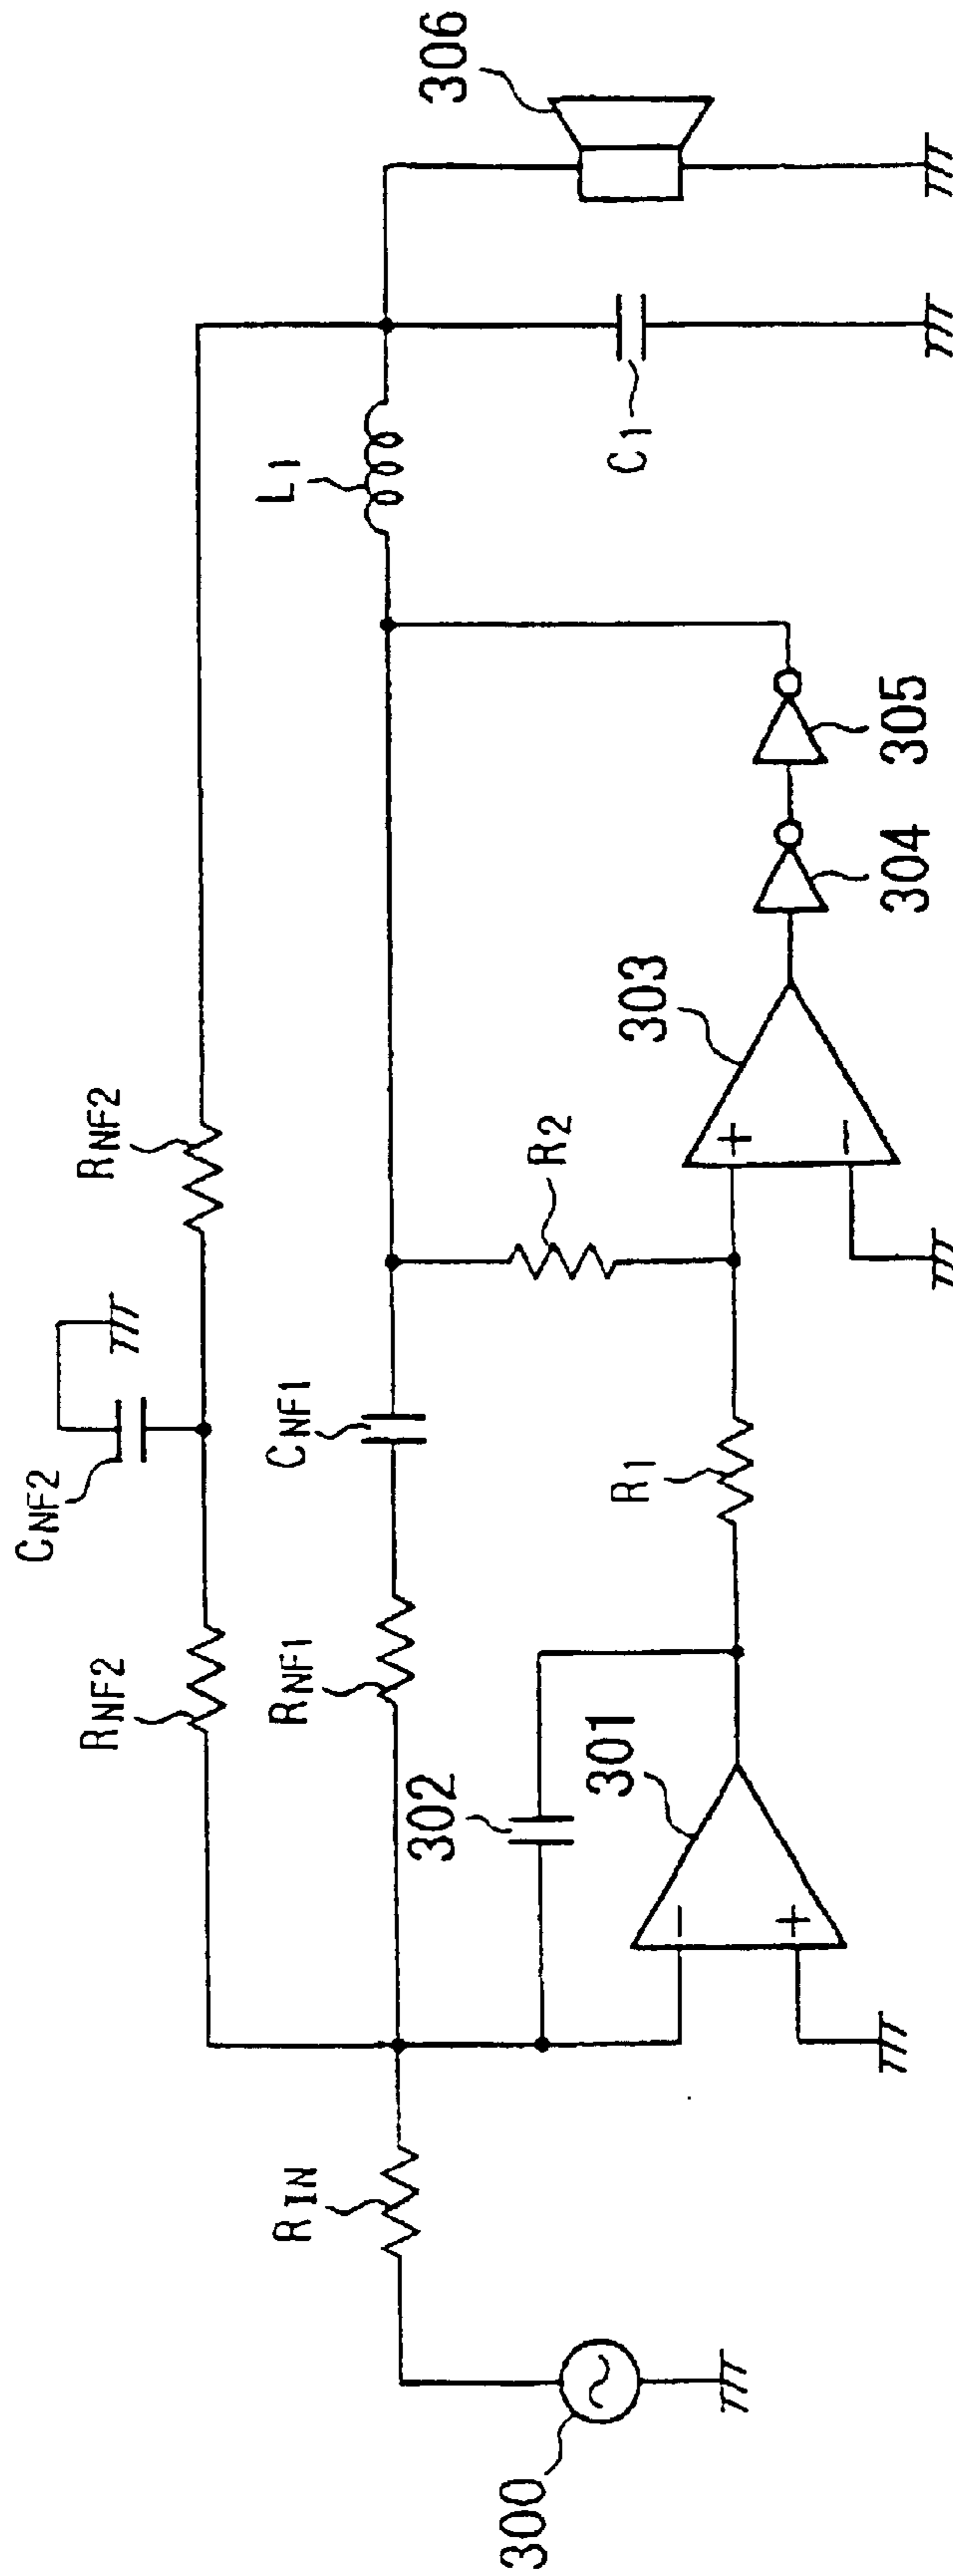 306
RNF2
CNF2
RNF2
L1
C1
CNF1
RNF1
R2
303
304
305
302
301
R1
RIN
300
+
−
−
+